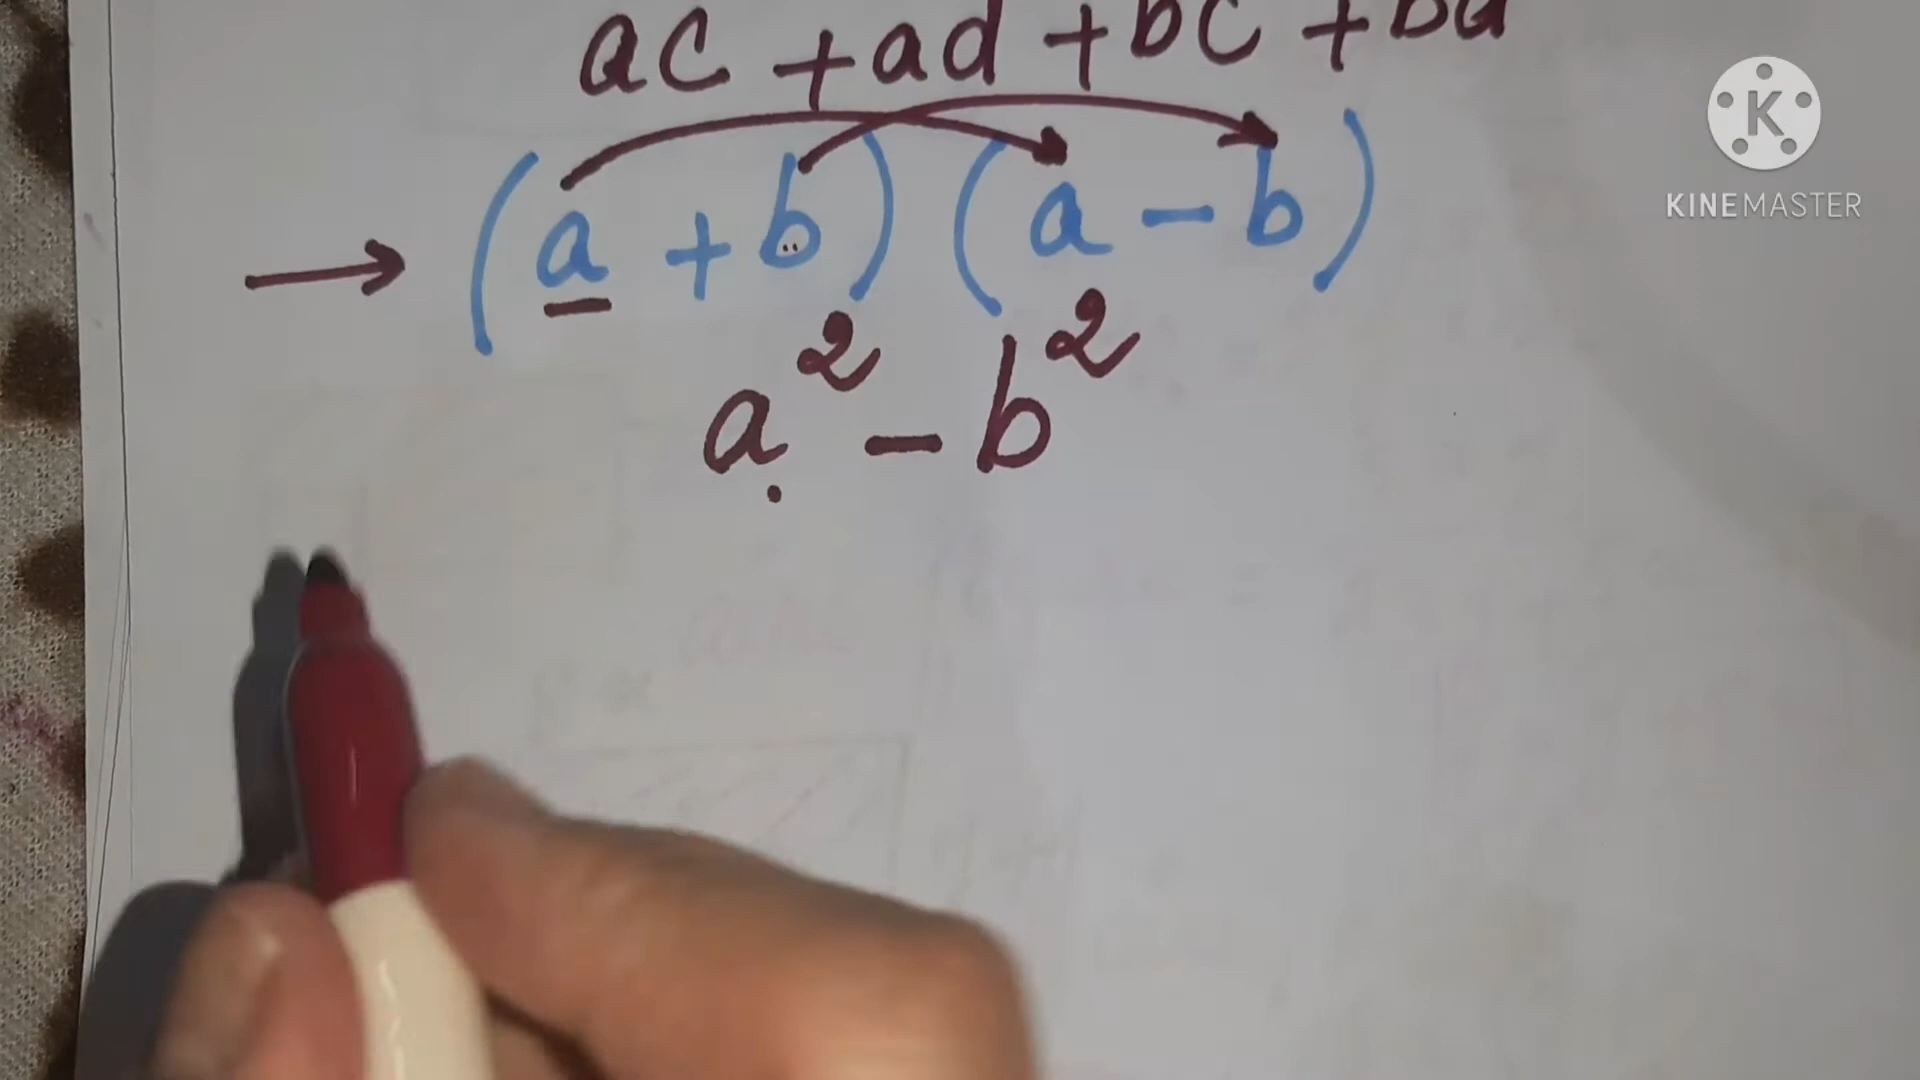 ac + ad + bc + bd
→ (a + b) (a - b)
a² - b²
K
KINEMASTER